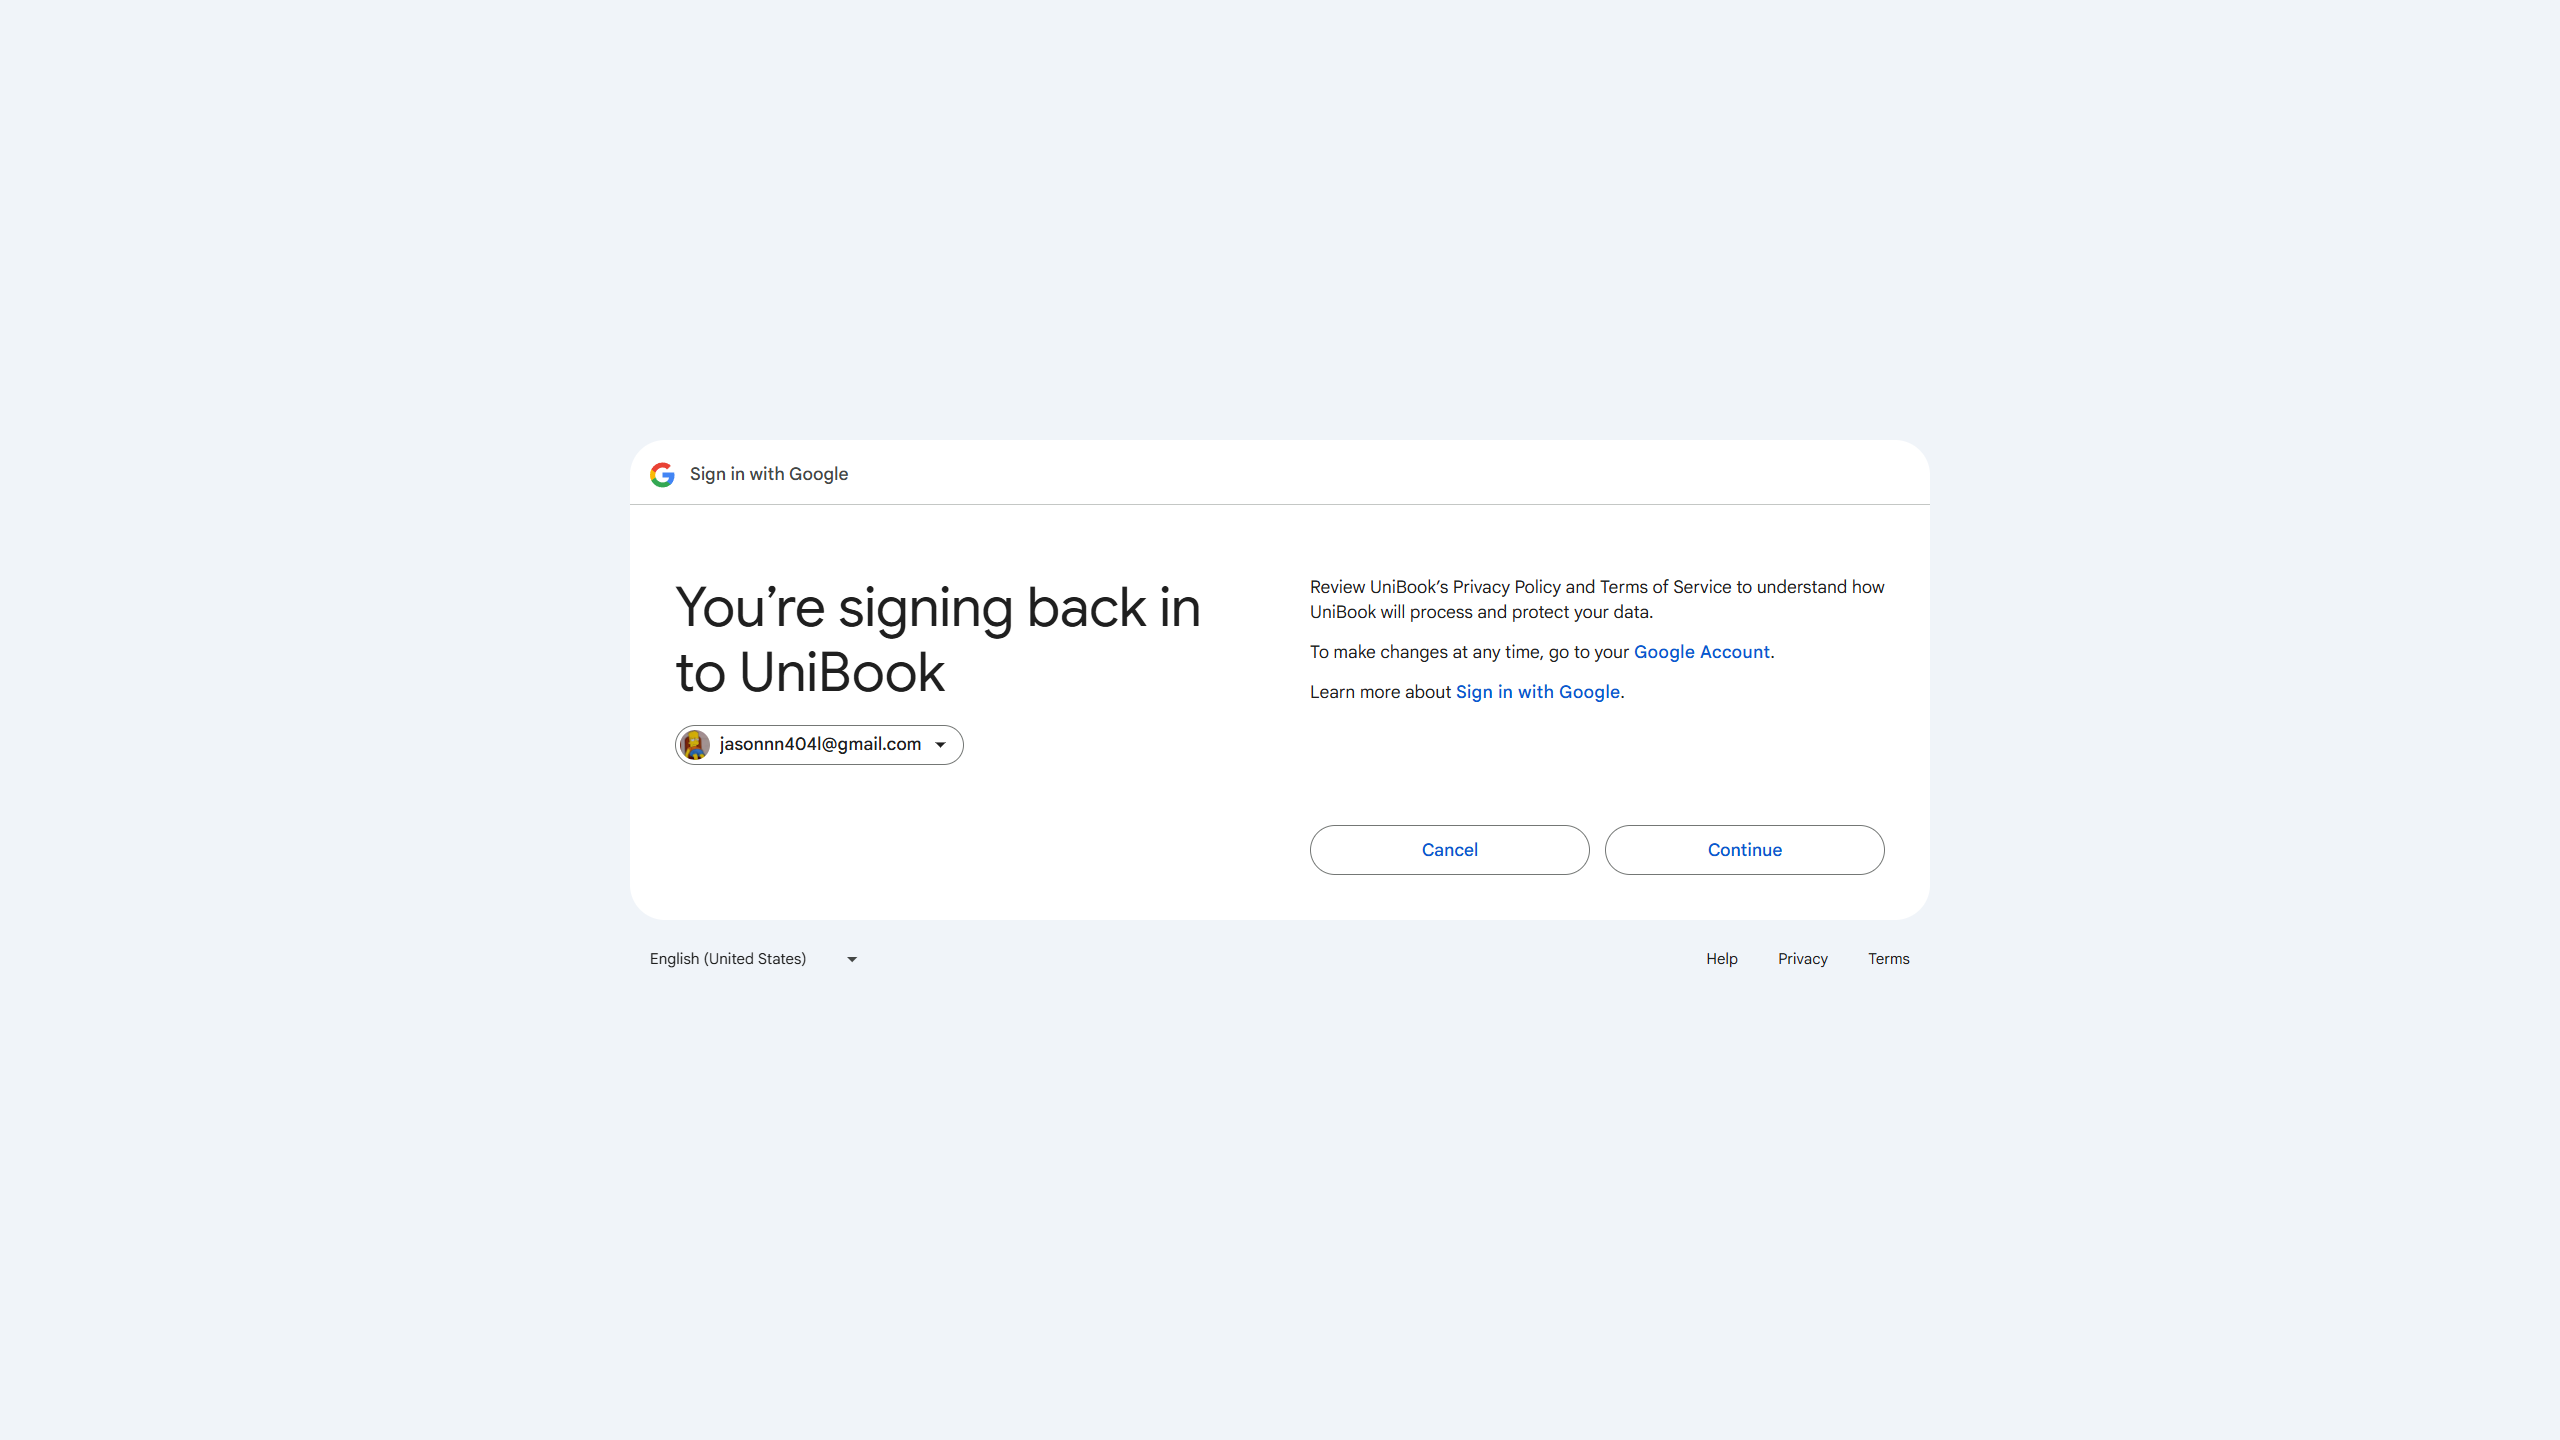 Sign in with Google
You’re signing back in
to UniBook
jasonnn404l@gmail.com
Review UniBook’s Privacy Policy and Terms of Service to understand how
UniBook will process and protect your data.
To make changes at any time, go to your Google Account.
Learn more about Sign in with Google.
Cancel
Continue
English (United States)
Help
Privacy
Terms